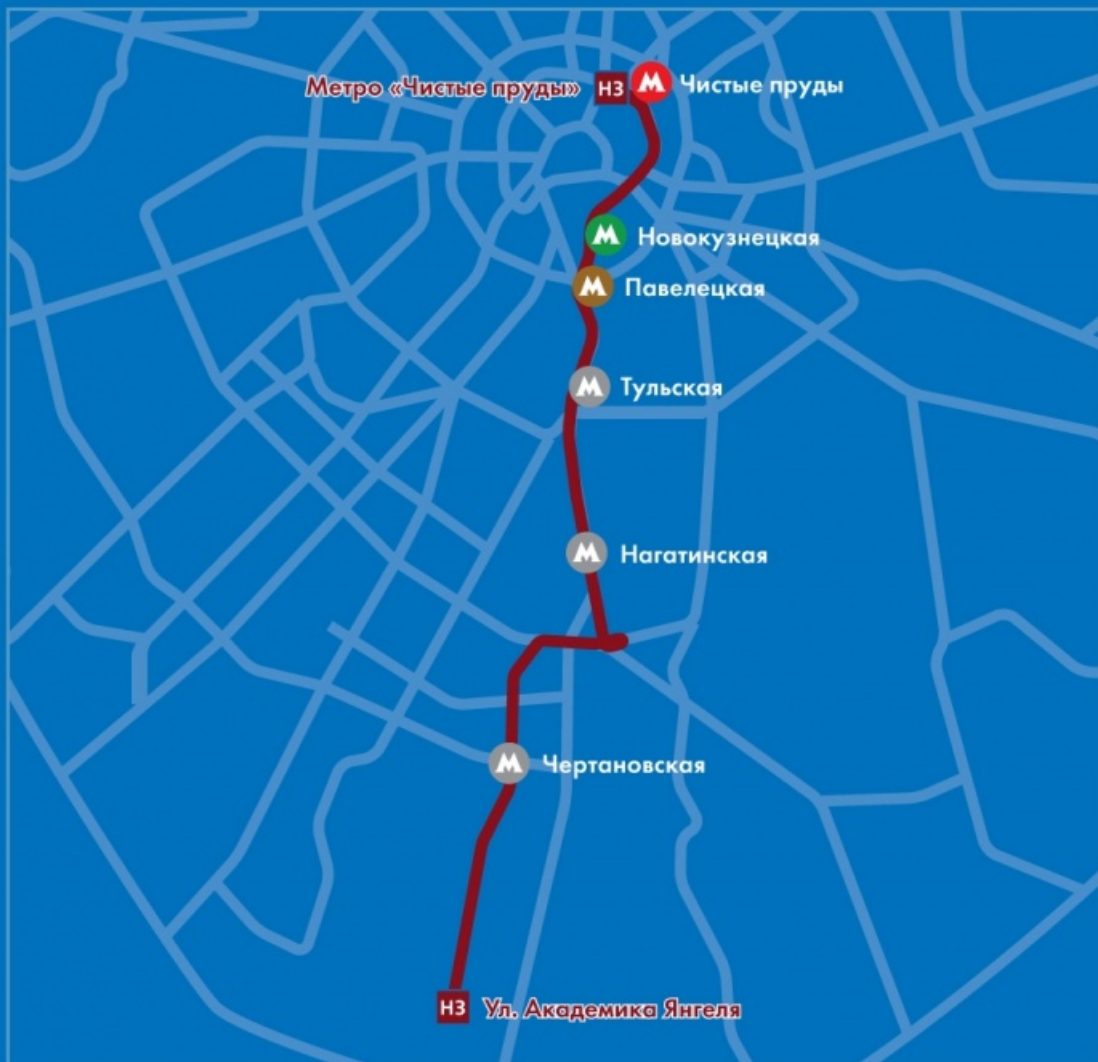 Метро «Чистые пруды» Н3 М Чистые пруды
М Новокузнецкая
М Павелецкая
М Тульская
М Нагатинская
М Чертановская
Н3 Ул. Академика Янгеля